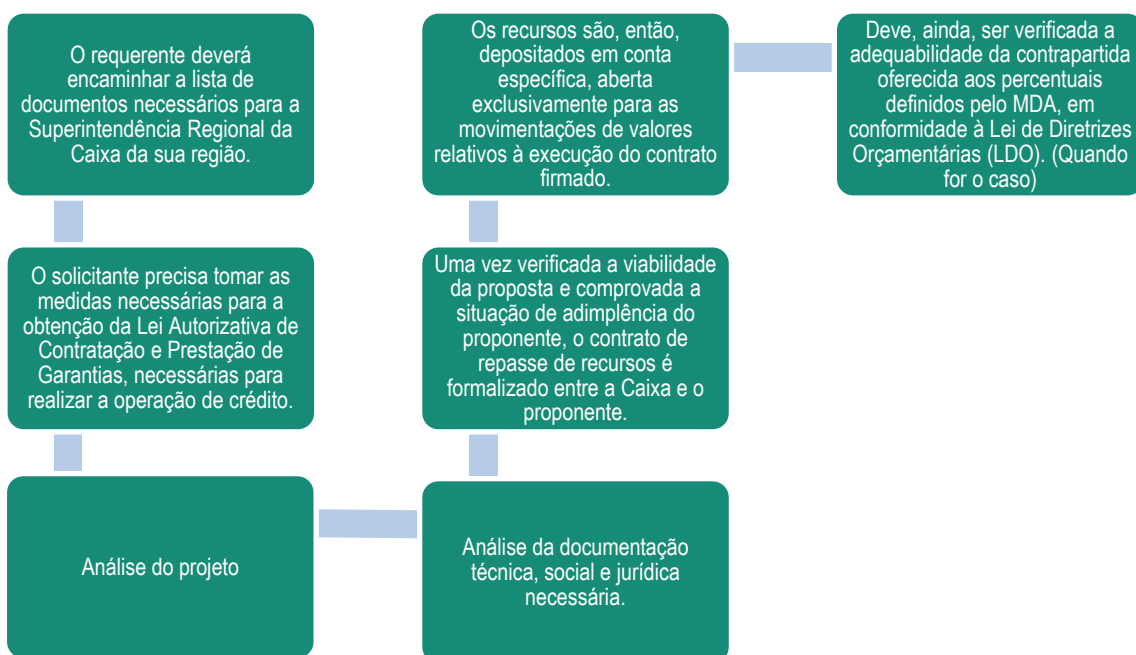 O requerente deverá
encaminhar a lista de
documentos necessários para a
Superintendência Regional da
Caixa da sua região.
O solicitante precisa tomar as
medidas necessárias para a
obtenção da Lei Autorizativa de
Contratação e Prestação de
Garantias, necessárias para
realizar a operação de crédito.
Análise do projeto
Análise da documentação
técnica, social e jurídica
necessária.
Uma vez verificada a viabilidade
da proposta e comprovada a
situação de adimplência do
proponente, o contrato de
repasse de recursos é
formalizado entre a Caixa e o
proponente.
Os recursos são, então,
depositados em conta
específica, aberta
exclusivamente para as
movimentações de valores
relativos à execução do contrato
firmado.
Deve, ainda, ser verificada a
adequabilidade da contrapartida
oferecida aos percentuais
definidos pelo MDA, em
conformidade à Lei de Diretrizes
Orçamentárias (LDO). (Quando
for o caso)